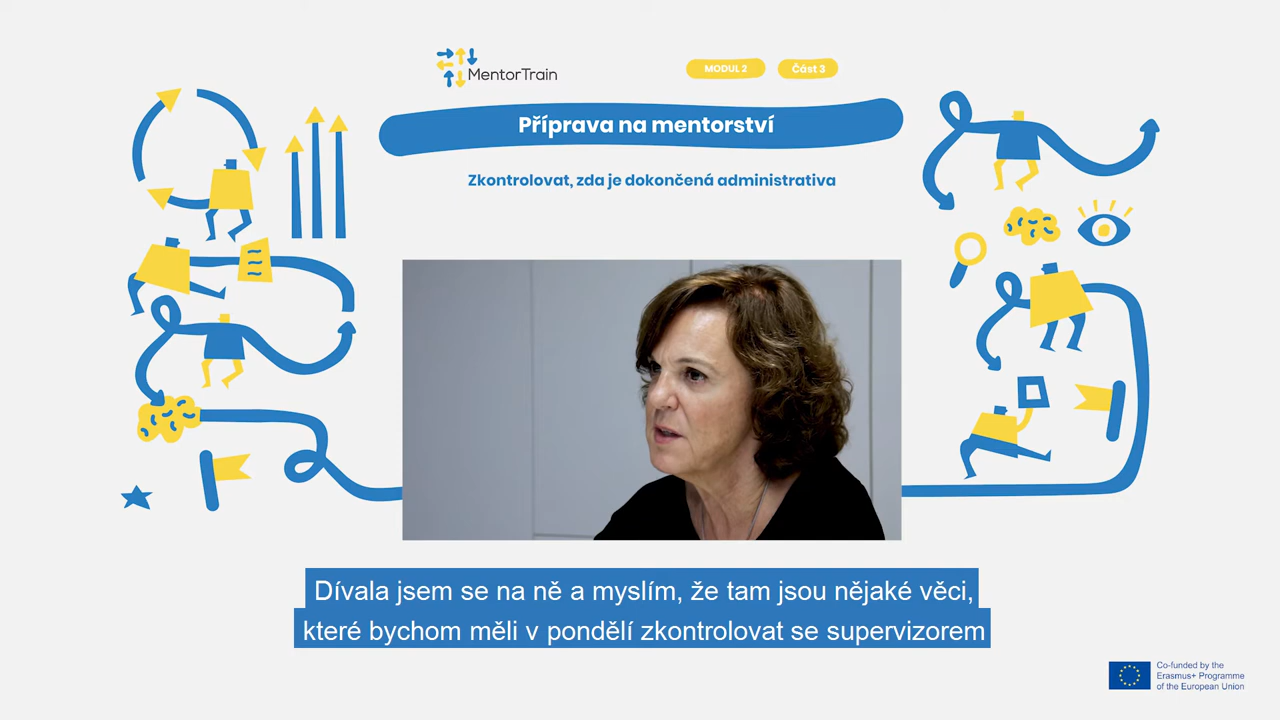 MentorTrain
MODUL 2
Část 3
Příprava na mentorství
Zkontrolovat, zda je dokončená administrativa
Dívala jsem se na ně a myslím, že tam jsou nějaké věci,
které bychom měli v pondělí zkontrolovat se supervizorem
Co-funded by the
Erasmus+ Programme
of the European Union